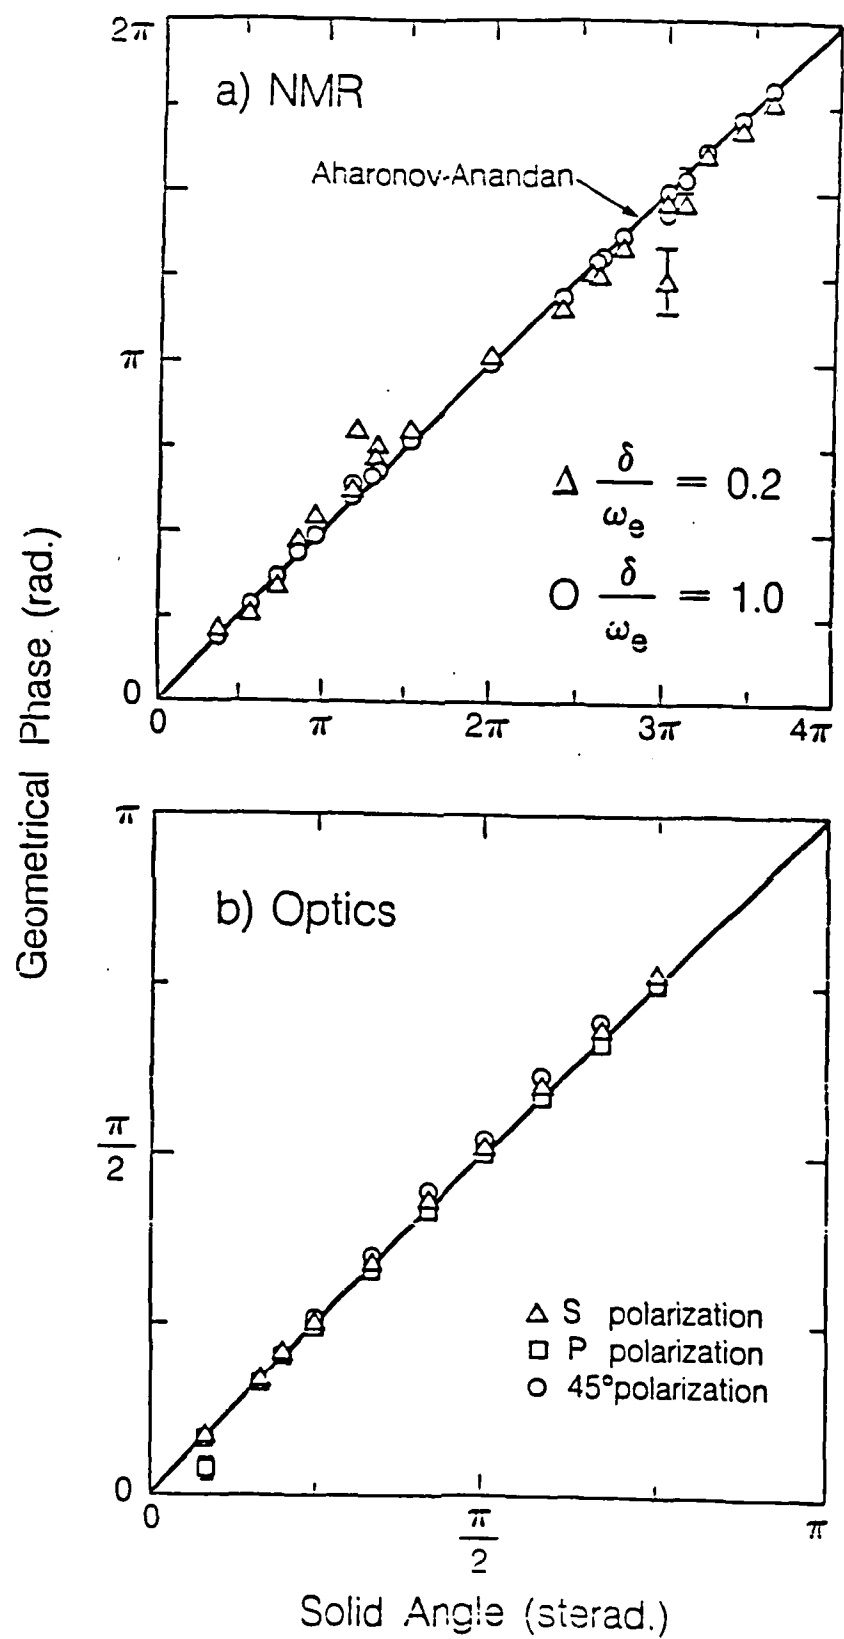 2π
a) NMR
Aharonov-Anandan
π
Δ δ/ωe = 0.2
O δ/ωe = 1.0
0
0 π 2π 3π 4π
Geometrical Phase (rad.)
π
b) Optics
π/2
△ S polarization
□ P polarization
○ 45°polarization
0
0 π/2 π
Solid Angle (sterad.)